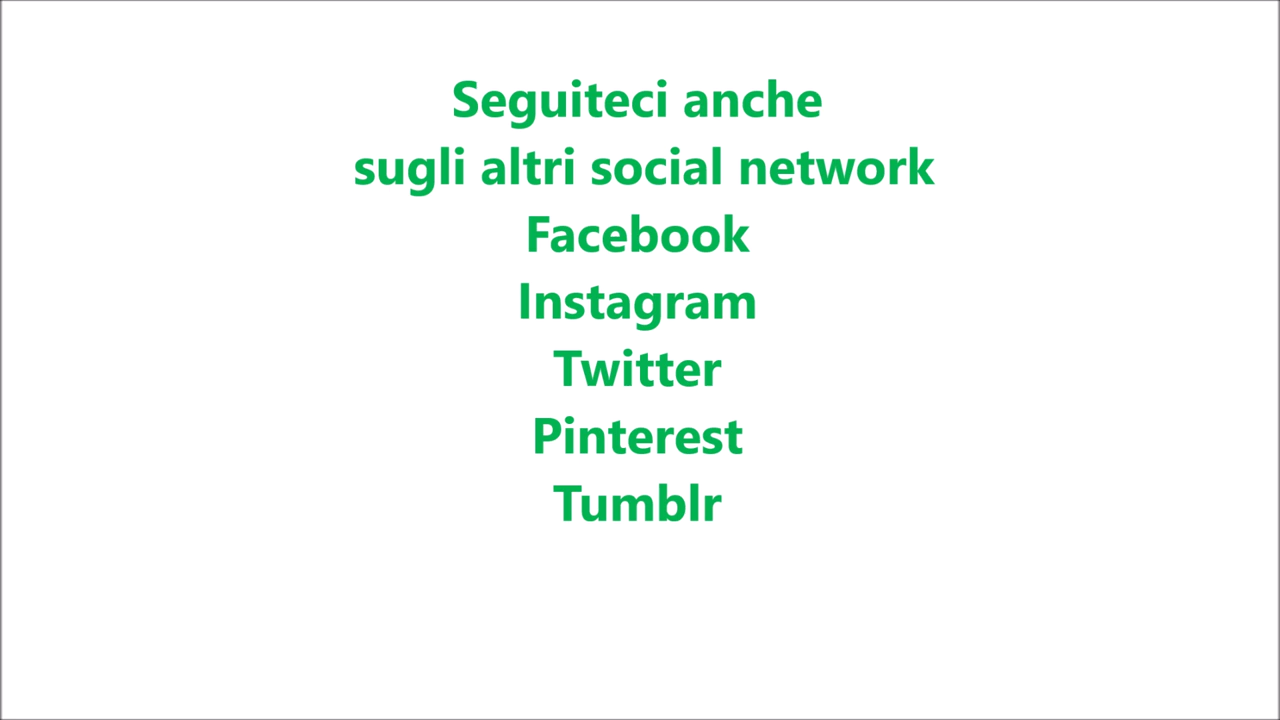 Seguiteci anche
sugli altri social network
Facebook
Instagram
Twitter
Pinterest
Tumblr